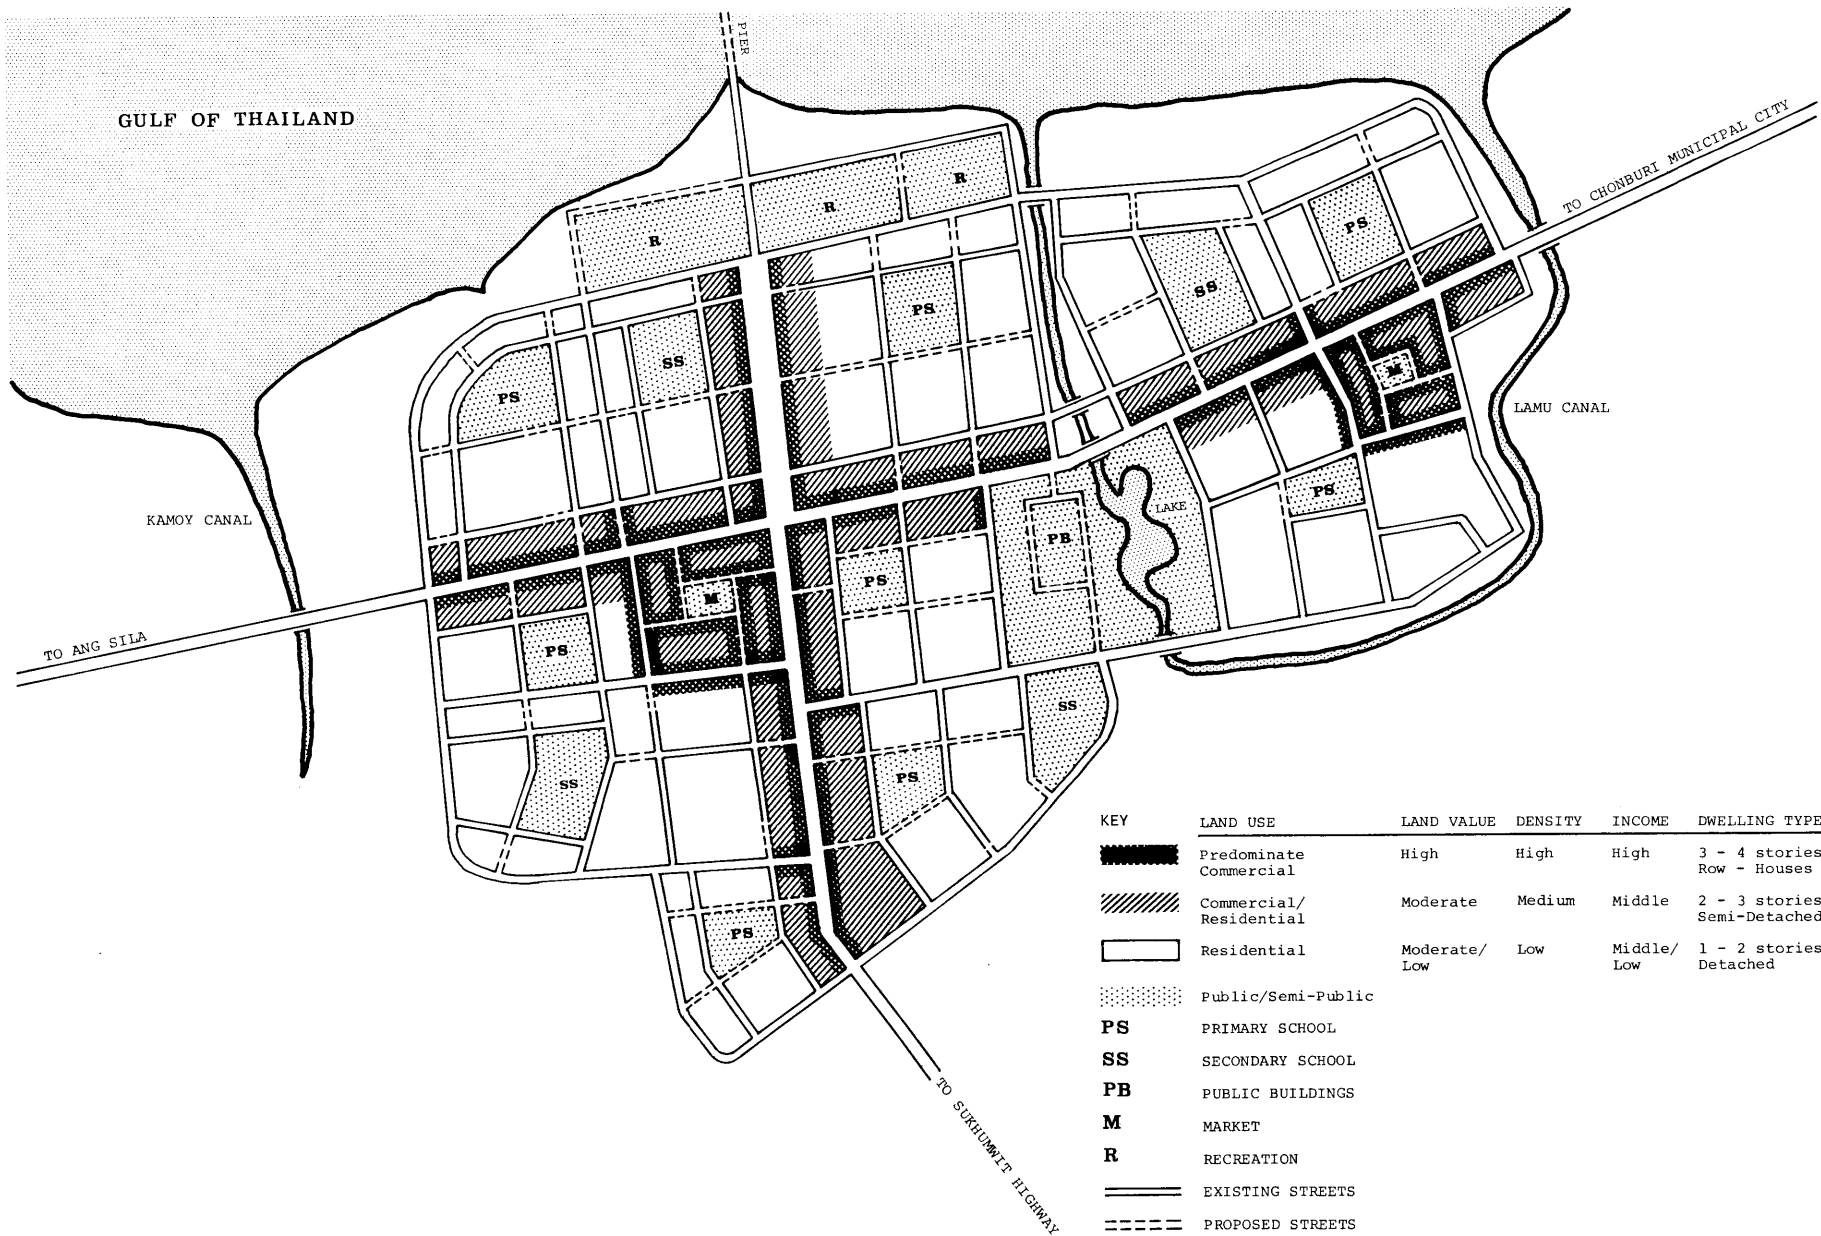 PIER
GULF OF THAILAND
TO CHONBURI MUNICIPAL CITY
R
R
R
PS
SS
PS
SS
PS
PS
M
LAMU CANAL
PS
LAKE
KAMOY CANAL
PB
PS
M
TO ANG SILA
PS
SS
PS
SS
PS
TO SUKHUMWIT HIGHWAY
KEY LAND USE LAND VALUE DENSITY INCOME DWELLING TYPE
Predominate High High High 3 - 4 stories
Commercial Row - Houses
Commercial/ Moderate Medium Middle 2 - 3 stories
Residential Semi-Detached
Residential Moderate/ Low Middle/ 1 - 2 stories
Low Low Detached
Public/Semi-Public
PS PRIMARY SCHOOL
SS SECONDARY SCHOOL
PB PUBLIC BUILDINGS
M MARKET
R RECREATION
EXISTING STREETS
PROPOSED STREETS